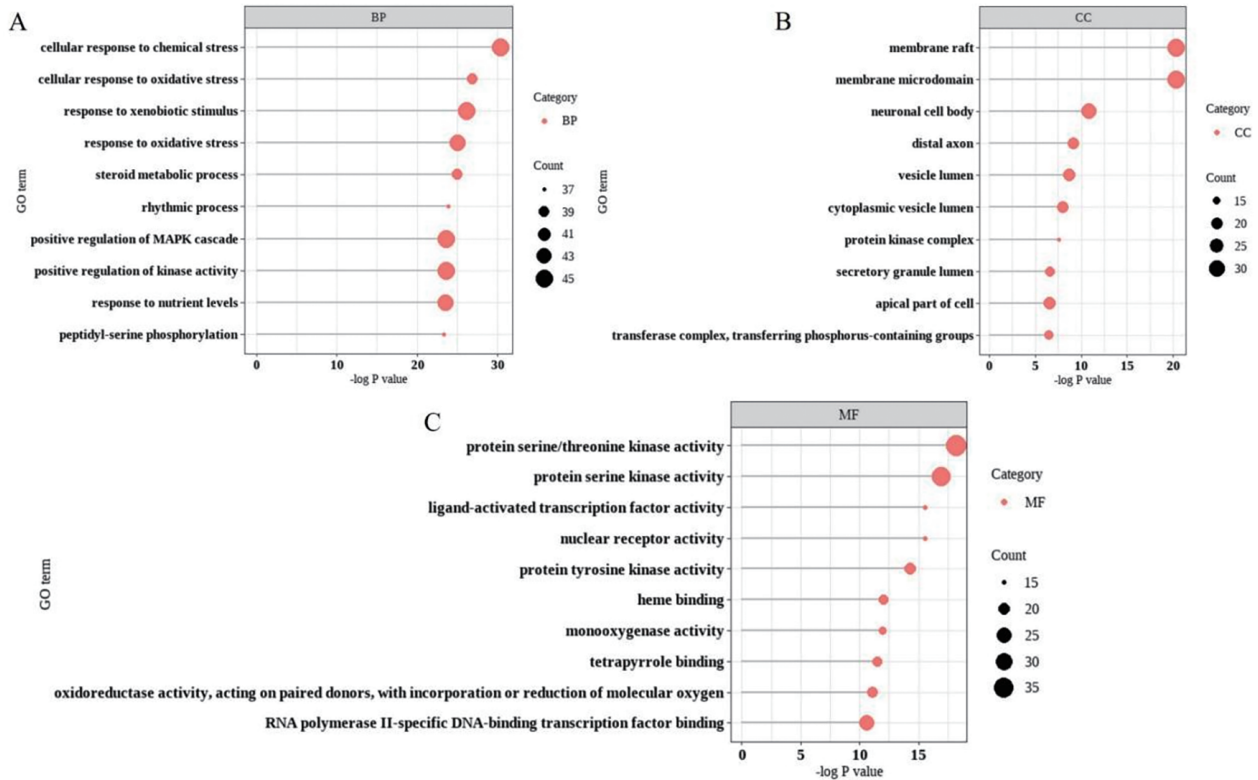 A
BP
cellular response to chemical stress
cellular response to oxidative stress
response to xenobiotic stimulus
response to oxidative stress
steroid metabolic process
rhythmic process
positive regulation of MAPK cascade
positive regulation of kinase activity
response to nutrient levels
peptidyl-serine phosphorylation
GO term
0 10 20 30
-log P value
Category
BP
Count
37
39
41
43
45
B
CC
membrane raft
membrane microdomain
neuronal cell body
distal axon
vesicle lumen
cytoplasmic vesicle lumen
protein kinase complex
secretory granule lumen
apical part of cell
transferase complex, transferring phosphorus-containing groups
GO term
0 5 10 15 20
-log P value
Category
CC
Count
15
20
25
30
C
MF
protein serine/threonine kinase activity
protein serine kinase activity
ligand-activated transcription factor activity
nuclear receptor activity
protein tyrosine kinase activity
heme binding
monooxygenase activity
tetrapyrrole binding
oxidoreductase activity, acting on paired donors, with incorporation or reduction of molecular oxygen
RNA polymerase II-specific DNA-binding transcription factor binding
GO term
0 5 10 15
-log P value
Category
MF
Count
15
20
25
30
35